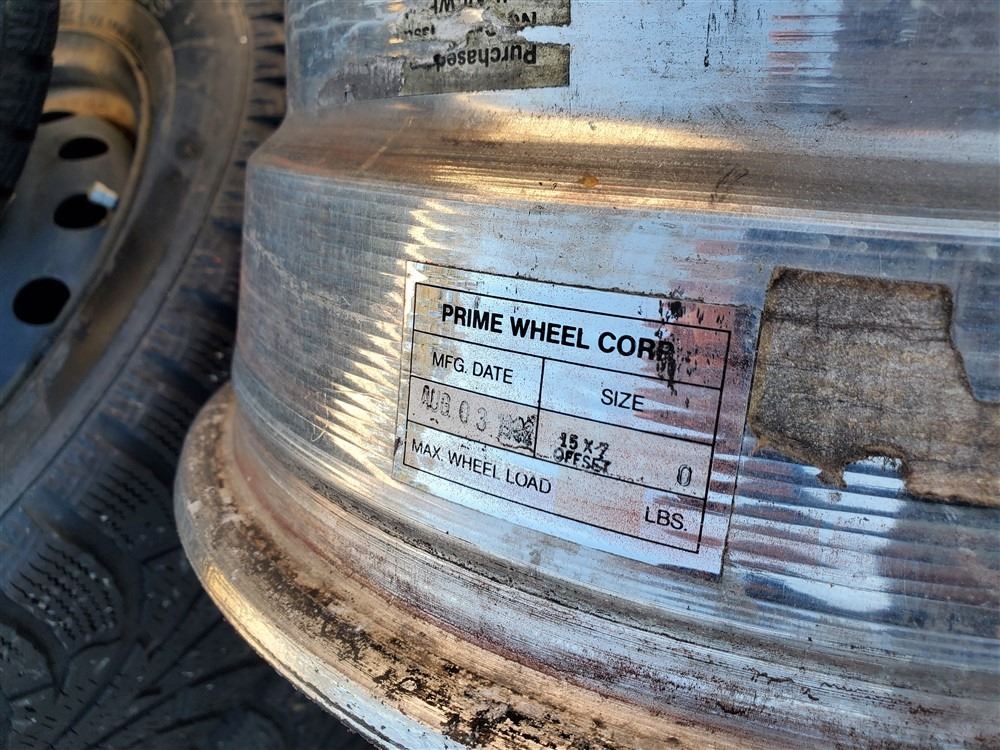 Purchased
PRIME WHEEL CORP.
MFG. DATE
SIZE
AUG 03
15 X 7
OFFSET 0
MAX. WHEEL LOAD
LBS.